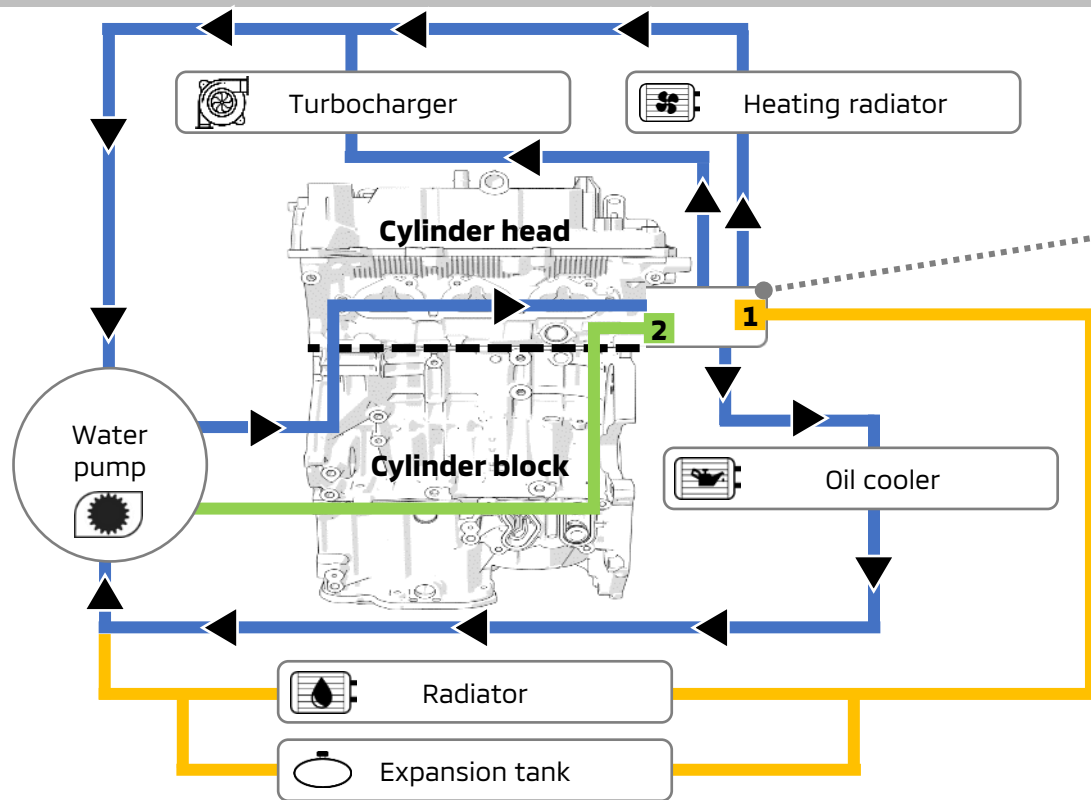 Turbocharger
Heating radiator
Cylinder head
1
2
Water
pump
Cylinder block
Oil cooler
Radiator
Expansion tank